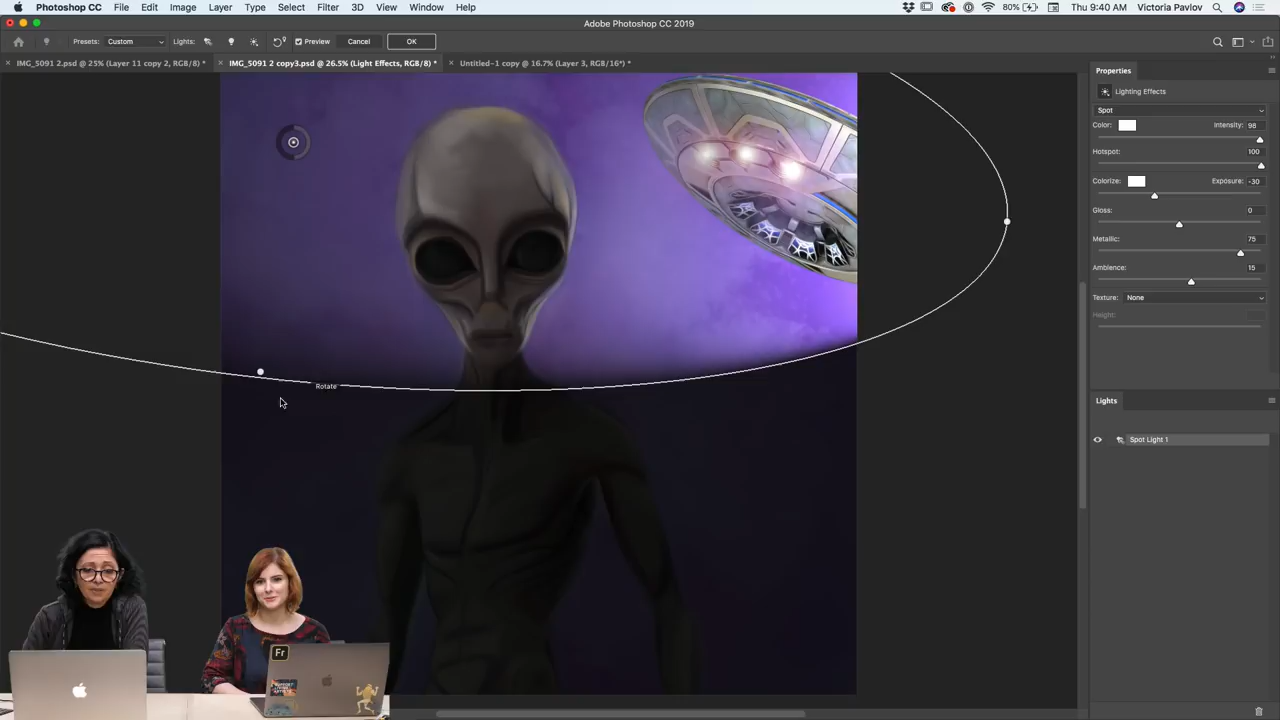 Photoshop CC File Edit Image Layer Type Select Filter 3D View Window Help 80% Thu 9:40 AM Victoria Pavlov
Adobe Photoshop CC 2019
Presets: Custom Lights: Preview Cancel OK
IMG_5091 2.psd @ 25% (Layer 11 copy 2, RGB/8) * IMG_5091 2 copy3.psd @ 26.5% (Light Effects, RGB/8) * Untitled-1 copy @ 16.7% (Layer 3, RGB/16) *
Properties
Lighting Effects
Spot
Color: Intensity: 98
Hotspot: 100
Colorize: Exposure: -30
Gloss: 0
Metallic: 75
Ambience: 15
Texture: None
Height:
Rotate
Lights
Spot Light 1
Fr